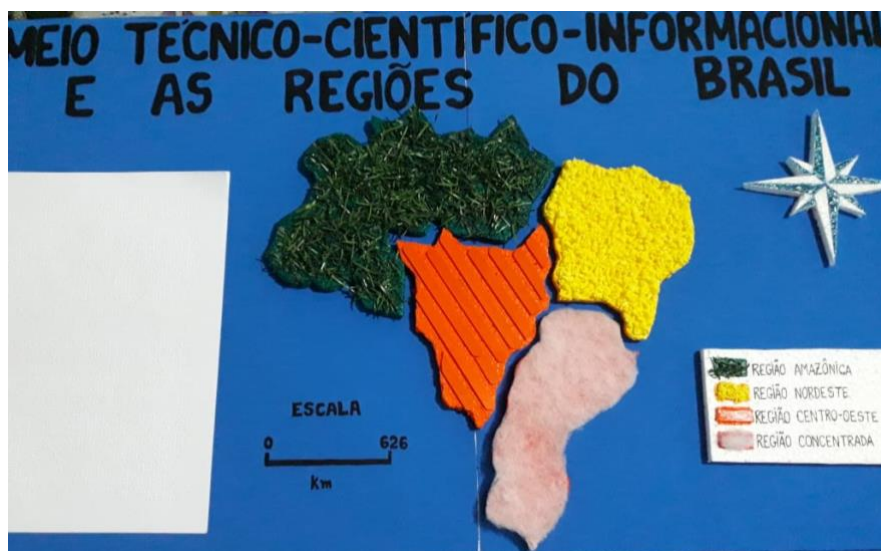 MEIO TÉCNICO-CIENTÍFICO-INFORMACIONAL
E AS REGIÕES DO BRASIL
ESCALA
0 626
km
REGIÃO AMAZÔNICA
REGIÃO NORDESTE
REGIÃO CENTRO-OESTE
REGIÃO CONCENTRADA